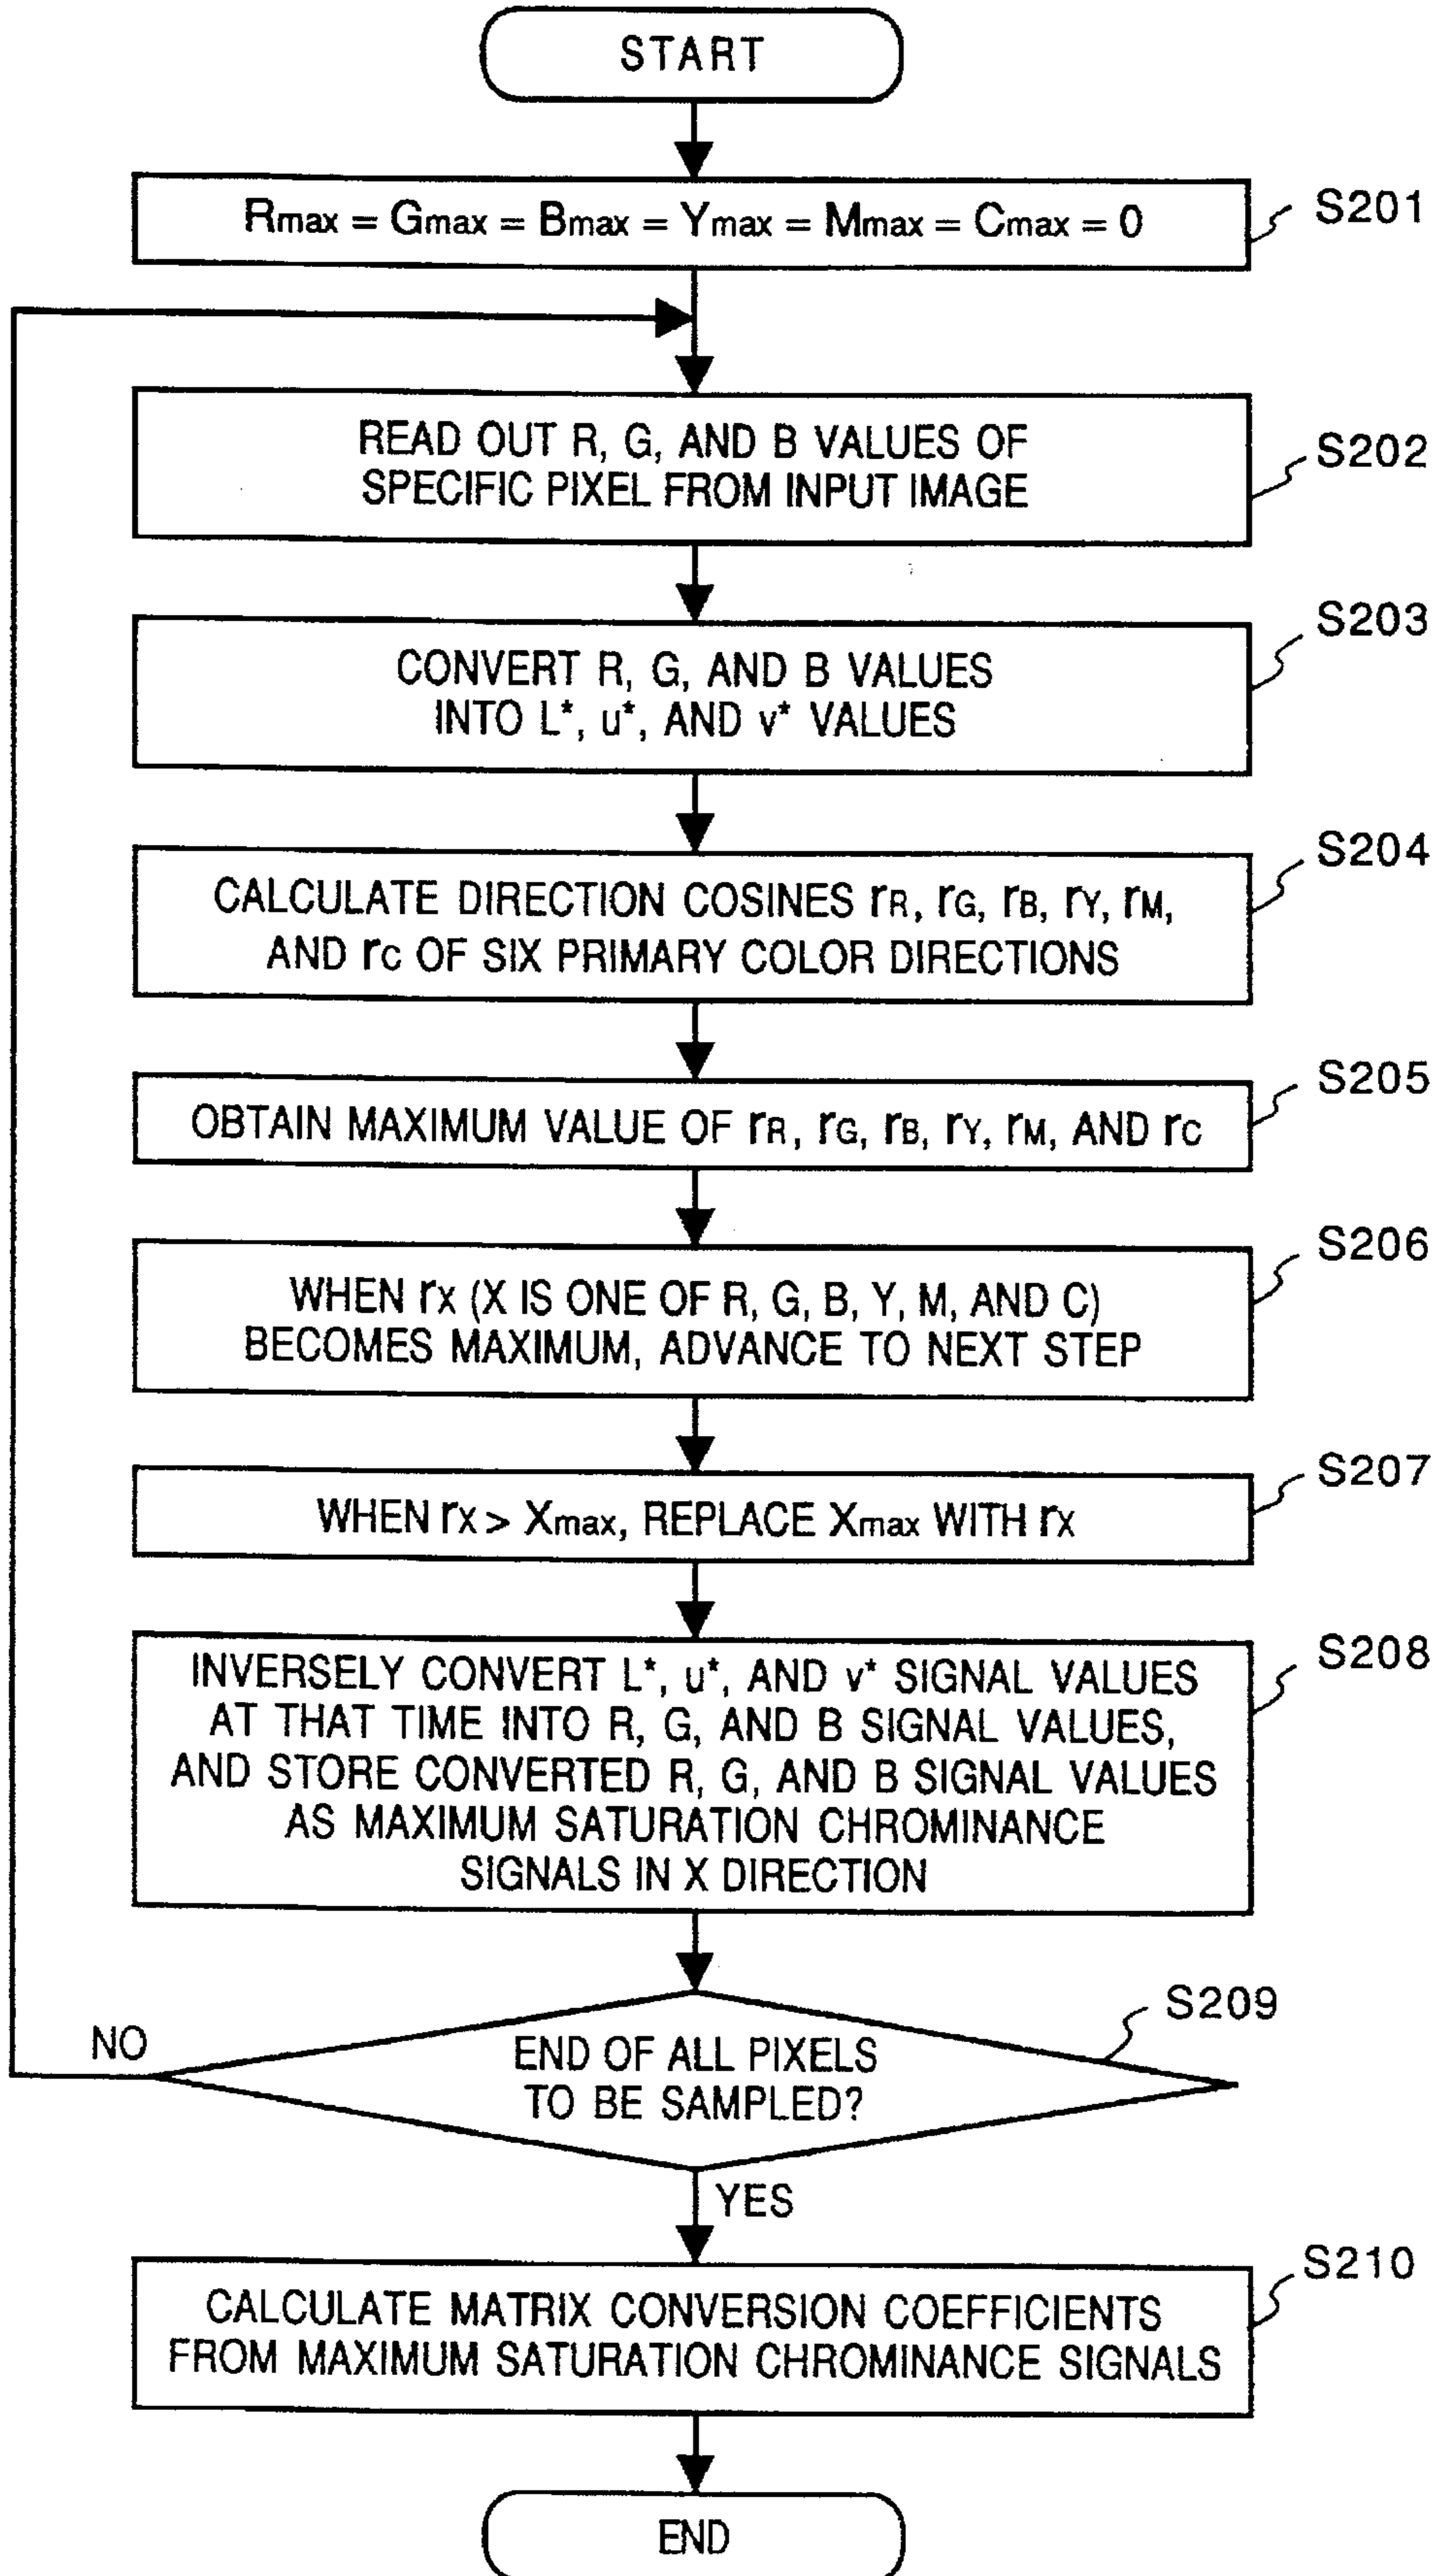 START
Rmax = Gmax = Bmax = Ymax = Mmax = Cmax = 0
S201
READ OUT R, G, AND B VALUES OF
SPECIFIC PIXEL FROM INPUT IMAGE
S202
CONVERT R, G, AND B VALUES
INTO L*, u*, AND v* VALUES
S203
CALCULATE DIRECTION COSINES rR, rG, rB, rY, rM,
AND rC OF SIX PRIMARY COLOR DIRECTIONS
S204
OBTAIN MAXIMUM VALUE OF rR, rG, rB, rY, rM, AND rC
S205
WHEN rX (X IS ONE OF R, G, B, Y, M, AND C)
BECOMES MAXIMUM, ADVANCE TO NEXT STEP
S206
WHEN rX > Xmax, REPLACE Xmax WITH rX
S207
INVERSELY CONVERT L*, u*, AND v* SIGNAL VALUES
AT THAT TIME INTO R, G, AND B SIGNAL VALUES,
AND STORE CONVERTED R, G, AND B SIGNAL VALUES
AS MAXIMUM SATURATION CHROMINANCE
SIGNALS IN X DIRECTION
S208
END OF ALL PIXELS
TO BE SAMPLED?
S209
NO
YES
CALCULATE MATRIX CONVERSION COEFFICIENTS
FROM MAXIMUM SATURATION CHROMINANCE SIGNALS
S210
END